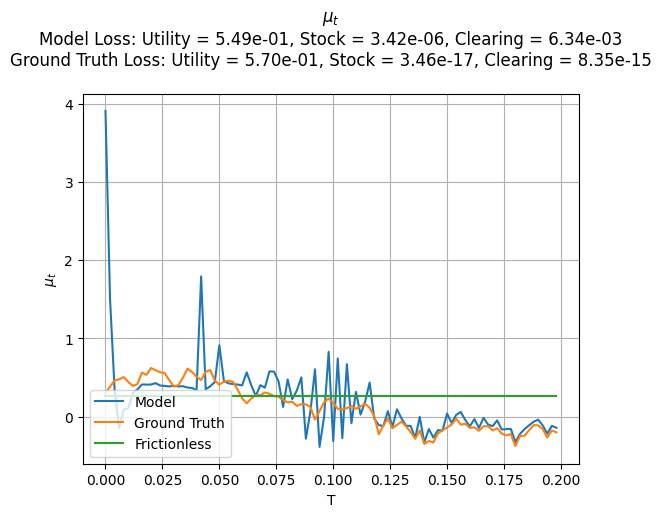 μₜ
Model Loss: Utility = 5.49e-01, Stock = 3.42e-06, Clearing = 6.34e-03
Ground Truth Loss: Utility = 5.70e-01, Stock = 3.46e-17, Clearing = 8.35e-15
4
3
2
1
0
μₜ
Model
Ground Truth
Frictionless
0.000 0.025 0.050 0.075 0.100 0.125 0.150 0.175 0.200
T